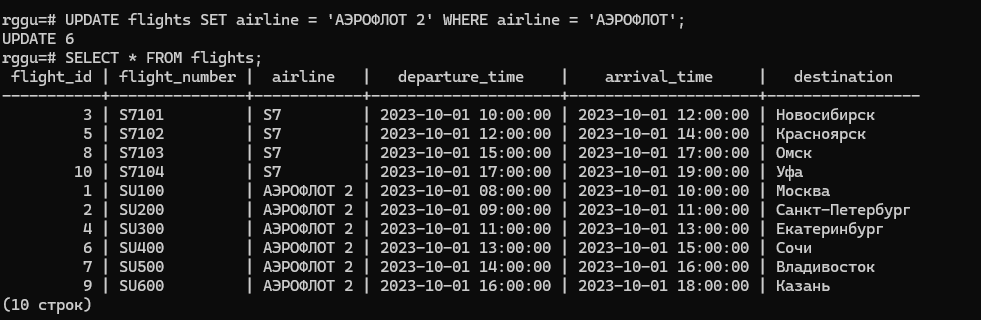 rggu=# UPDATE flights SET airline = 'АЭРОФЛОТ 2' WHERE airline = 'АЭРОФЛОТ';
UPDATE 6
rggu=# SELECT * FROM flights;
 flight_id | flight_number |  airline   |   departure_time    |    arrival_time     |   destination
-----------+---------------+------------+---------------------+---------------------+-----------------
         3 | S7101         | S7         | 2023-10-01 10:00:00 | 2023-10-01 12:00:00 | Новосибирск
         5 | S7102         | S7         | 2023-10-01 12:00:00 | 2023-10-01 14:00:00 | Красноярск
         8 | S7103         | S7         | 2023-10-01 15:00:00 | 2023-10-01 17:00:00 | Омск
        10 | S7104         | S7         | 2023-10-01 17:00:00 | 2023-10-01 19:00:00 | Уфа
         1 | SU100         | АЭРОФЛОТ 2 | 2023-10-01 08:00:00 | 2023-10-01 10:00:00 | Москва
         2 | SU200         | АЭРОФЛОТ 2 | 2023-10-01 09:00:00 | 2023-10-01 11:00:00 | Санкт-Петербург
         4 | SU300         | АЭРОФЛОТ 2 | 2023-10-01 11:00:00 | 2023-10-01 13:00:00 | Екатеринбург
         6 | SU400         | АЭРОФЛОТ 2 | 2023-10-01 13:00:00 | 2023-10-01 15:00:00 | Сочи
         7 | SU500         | АЭРОФЛОТ 2 | 2023-10-01 14:00:00 | 2023-10-01 16:00:00 | Владивосток
         9 | SU600         | АЭРОФЛОТ 2 | 2023-10-01 16:00:00 | 2023-10-01 18:00:00 | Казань
(10 строк)